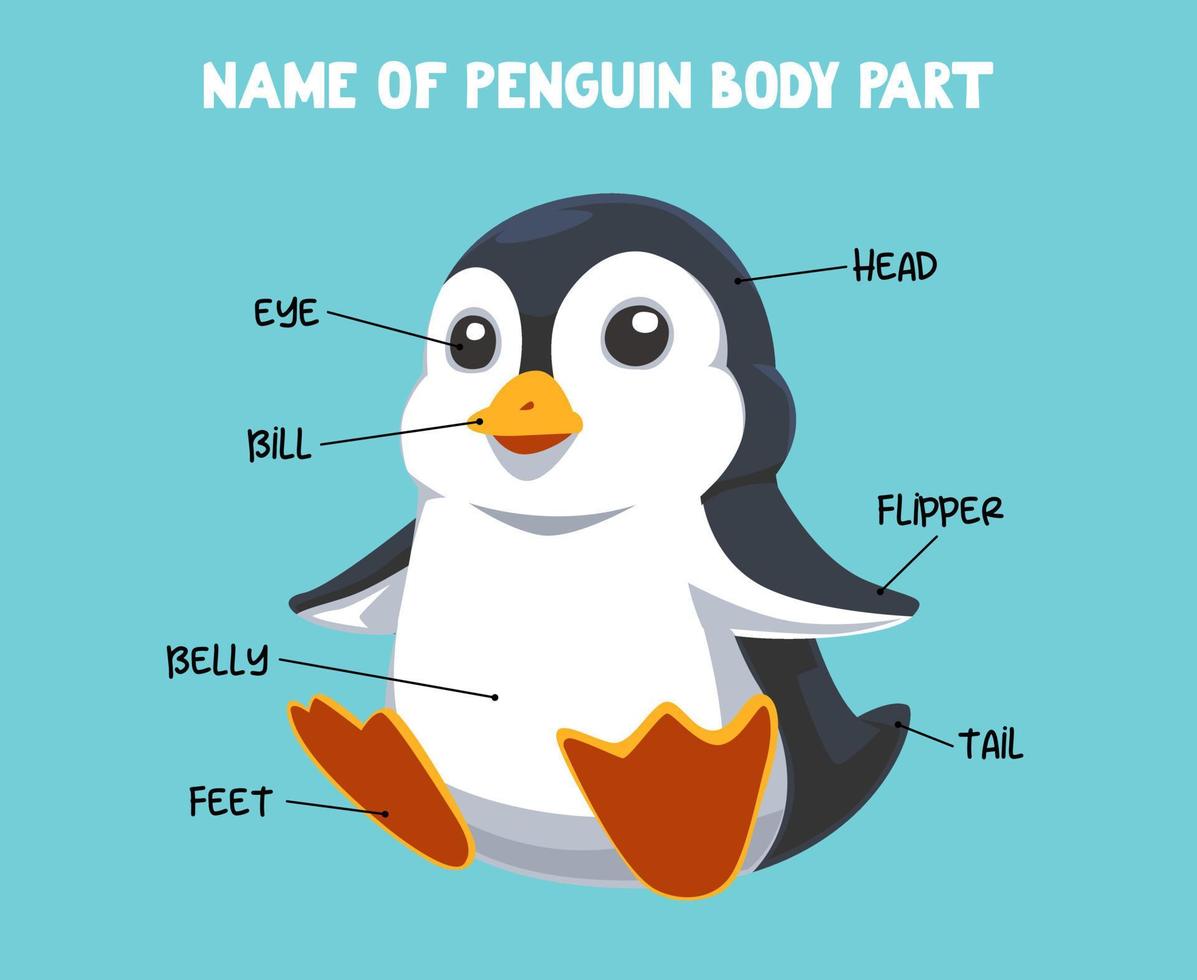 NAME OF PENGUIN BODY PART
HEAD
EYE
BiLL
FLiPPER
BELLY
TAiL
FEET